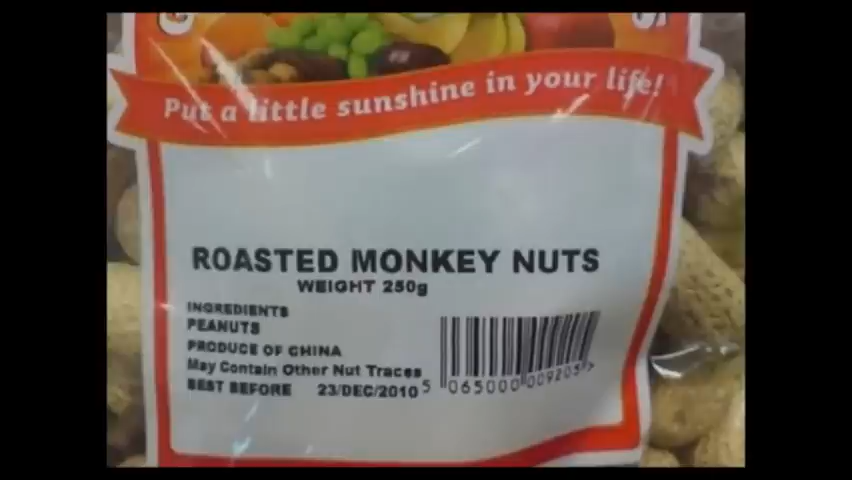 Put a little sunshine in your life!
ROASTED MONKEY NUTS
WEIGHT 250g
INGREDIENTS
PEANUTS
PRODUCE OF CHINA
May Contain Other Nut Traces
BEST BEFORE 23/DEC/2010
5 065000 009205 >